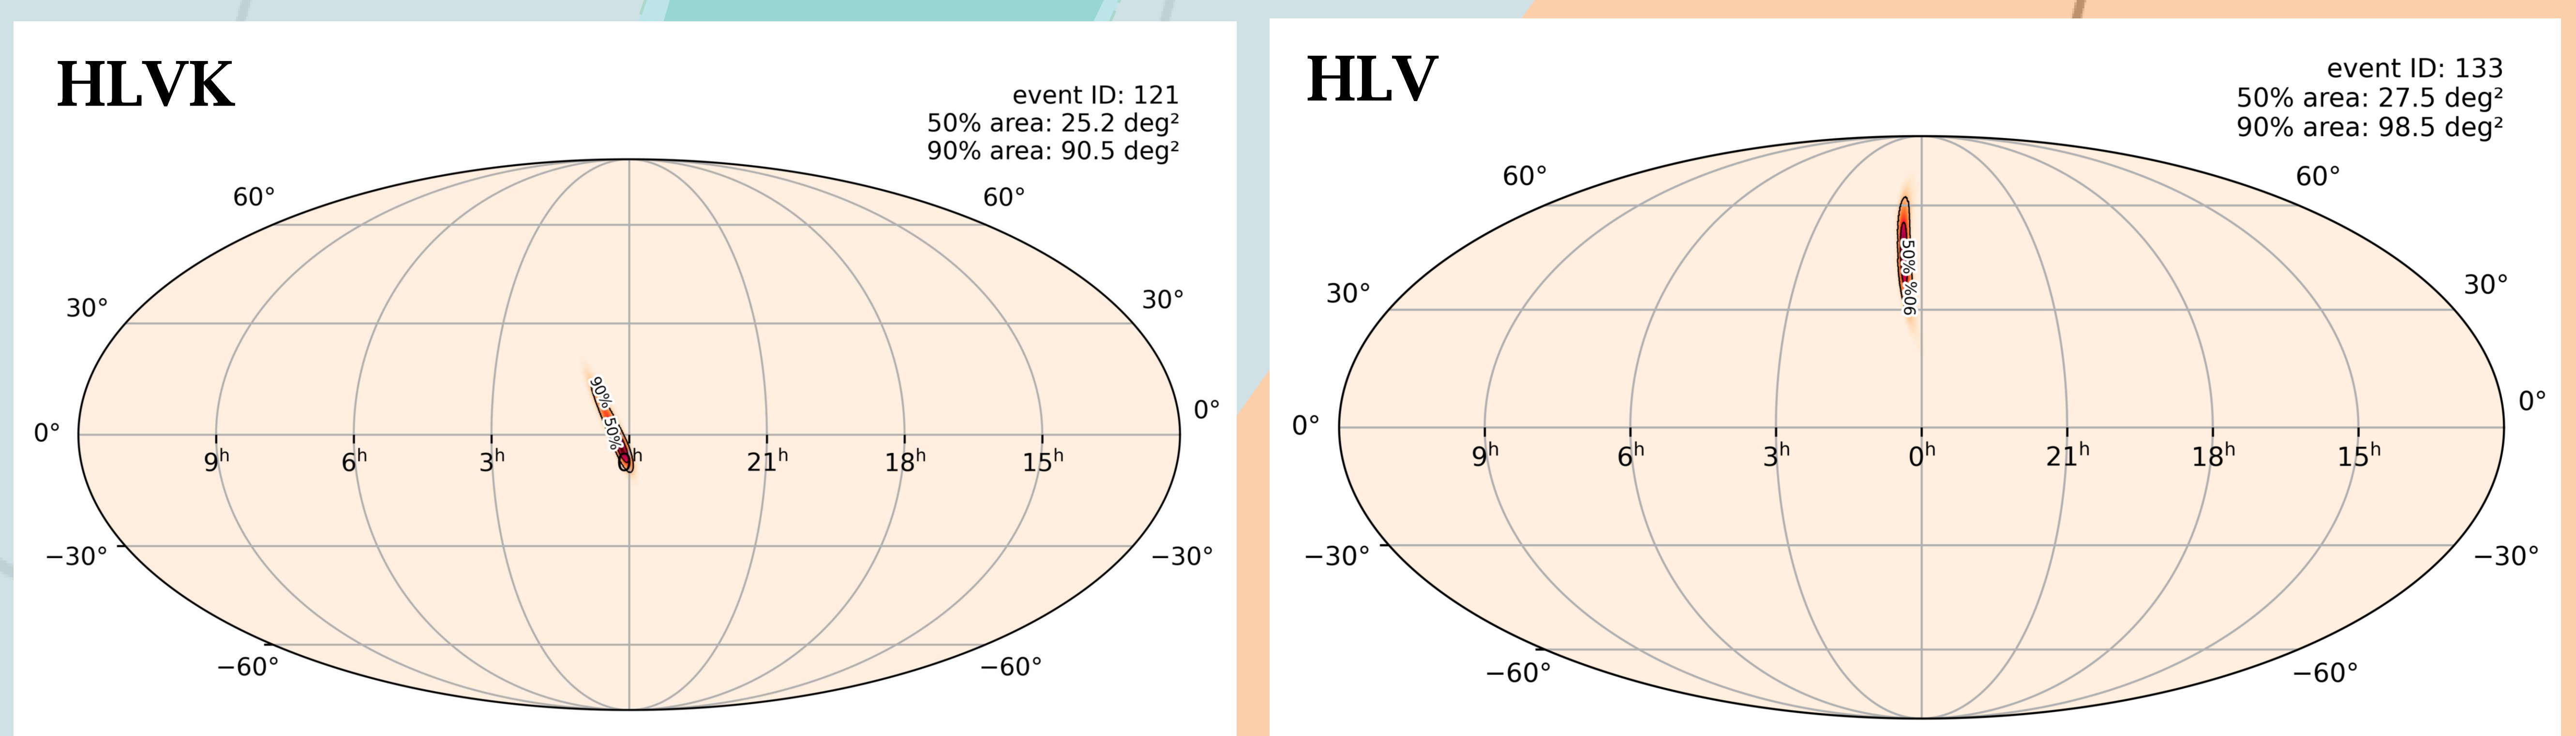 HLVK
event ID: 121
50% area: 25.2 deg²
90% area: 90.5 deg²
60°
60°
30°
30°
90%
50%
0°
0°
9ʰ
6ʰ
3ʰ
0ʰ
21ʰ
18ʰ
15ʰ
−30°
−30°
−60°
−60°
HLV
event ID: 133
50% area: 27.5 deg²
90% area: 98.5 deg²
60°
60°
50%
90%
30°
30°
0°
0°
9ʰ
6ʰ
3ʰ
0ʰ
21ʰ
18ʰ
15ʰ
−30°
−30°
−60°
−60°